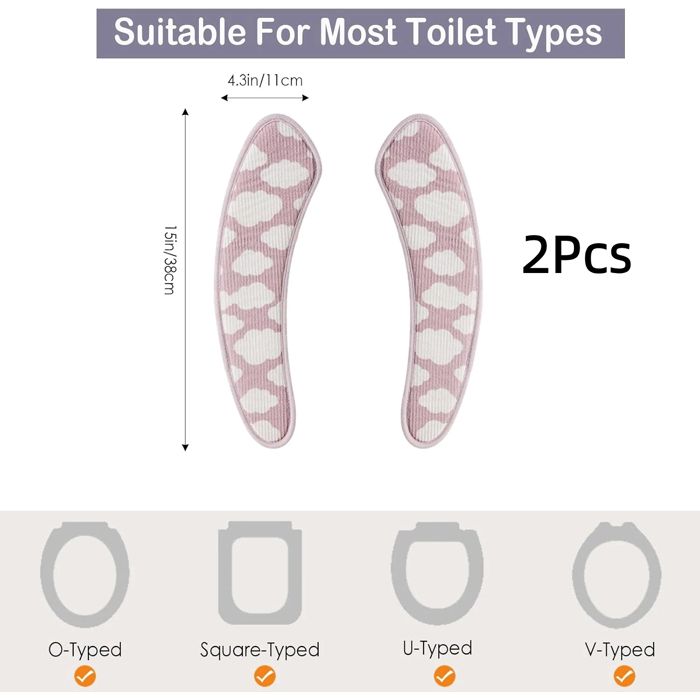 Suitable For Most Toilet Types
4.3in/11cm
15in/38cm
2Pcs
O-Typed
Square-Typed
U-Typed
V-Typed